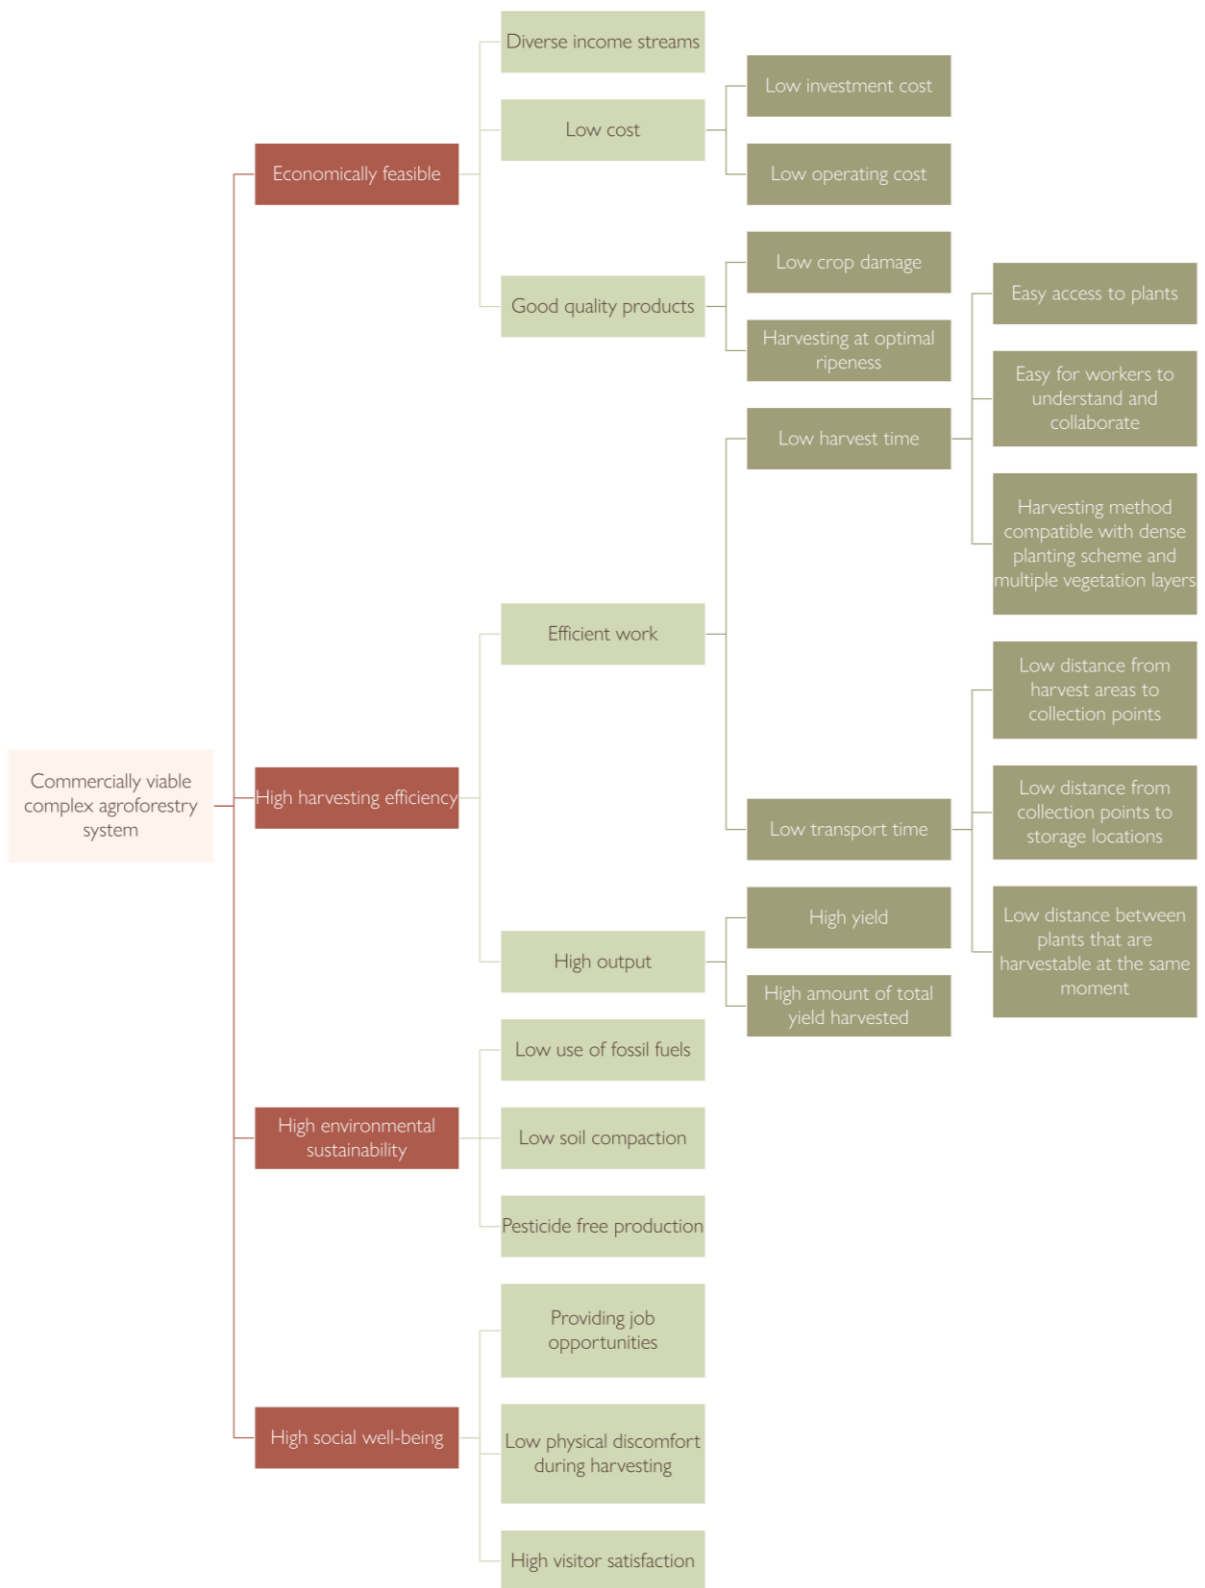 Diverse income streams
Low investment cost
Low cost
Economically feasible
Low operating cost
Low crop damage
Easy access to plants
Good quality products
Harvesting at optimal
ripeness
Easy for workers to
understand and
collaborate
Low harvest time
Harvesting method
compatible with dense
planting scheme and
multiple vegetation layers
Efficient work
Low distance from
harvest areas to
collection points
Commercially viable
complex agroforestry
system
High harvesting efficiency
Low transport time
Low distance from
collection points to
storage locations
High yield
Low distance between
plants that are
harvestable at the same
moment
High output
High amount of total
yield harvested
Low use of fossil fuels
High environmental
sustainability
Low soil compaction
Pesticide free production
Providing job
opportunities
High social well-being
Low physical discomfort
during harvesting
High visitor satisfaction